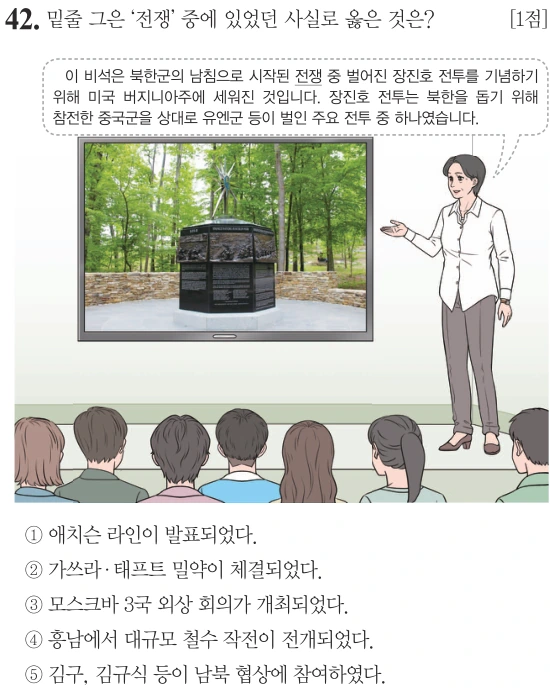 42. 밑줄 그은 ‘전쟁’ 중에 있었던 사실로 옳은 것은? [1점]
이 비석은 북한군의 남침으로 시작된 전쟁 중 벌어진 장진호 전투를 기념하기
위해 미국 버지니아주에 세워진 것입니다. 장진호 전투는 북한을 돕기 위해
참전한 중국군을 상대로 유엔군 등이 벌인 주요 전투 중 하나였습니다.
① 애치슨 라인이 발표되었다.
② 가쓰라·태프트 밀약이 체결되었다.
③ 모스크바 3국 외상 회의가 개최되었다.
④ 흥남에서 대규모 철수 작전이 전개되었다.
⑤ 김구, 김규식 등이 남북 협상에 참여하였다.